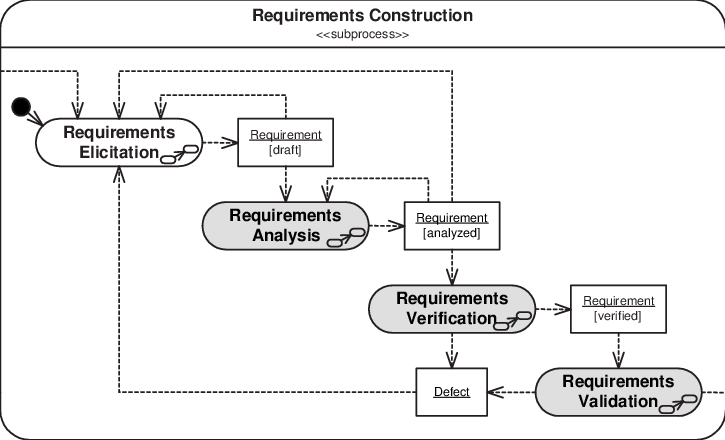 Requirements Construction
<<subprocess>>
Requirements
Elicitation
Requirement
[draft]
Requirements
Analysis
Requirement
[analyzed]
Requirements
Verification
Requirement
[verified]
Defect
Requirements
Validation